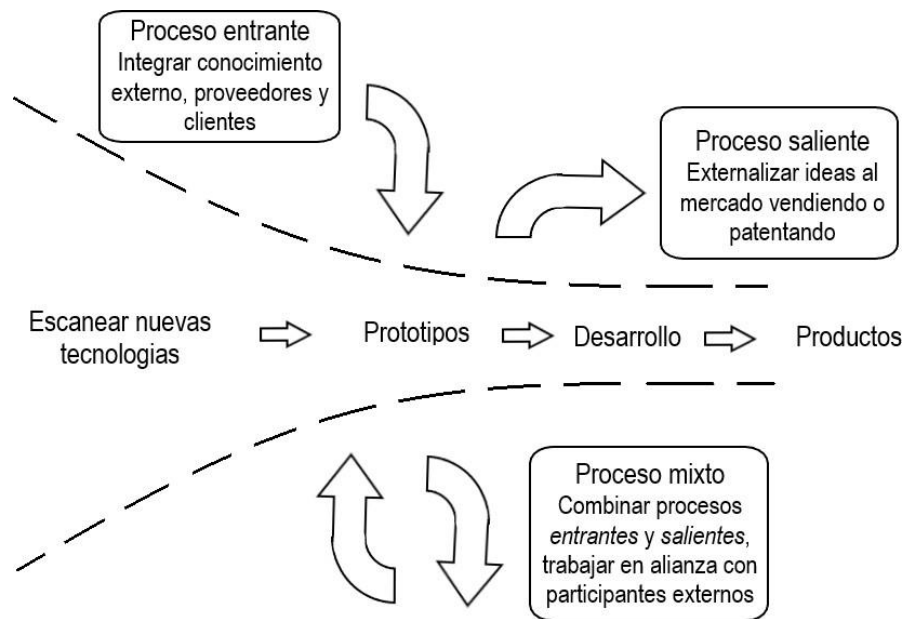 Proceso entrante
Integrar conocimiento
externo, proveedores y
clientes
Proceso saliente
Externalizar ideas al
mercado vendiendo o
patentando
Escanear nuevas
tecnologias
Prototipos
Desarrollo
Productos
Proceso mixto
Combinar procesos
entrantes y salientes,
trabajar en alianza con
participantes externos